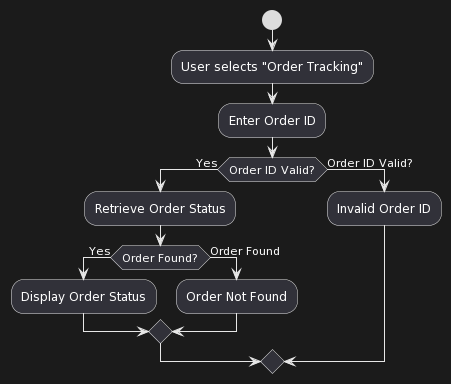 User selects "Order Tracking"
Enter Order ID
Yes
Order ID Valid?
Order ID Valid?
Retrieve Order Status
Invalid Order ID
Yes
Order Found?
Order Found
Display Order Status
Order Not Found